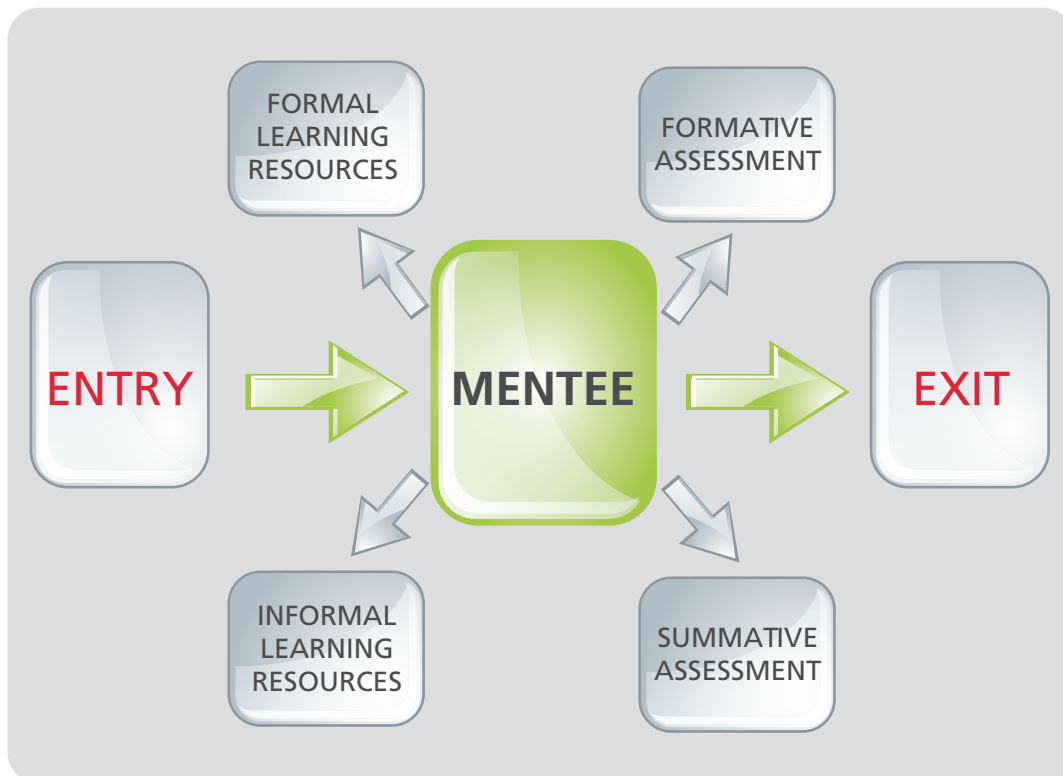 FORMAL
LEARNING
RESOURCES
FORMATIVE
ASSESSMENT
ENTRY
MENTEE
EXIT
INFORMAL
LEARNING
RESOURCES
SUMMATIVE
ASSESSMENT